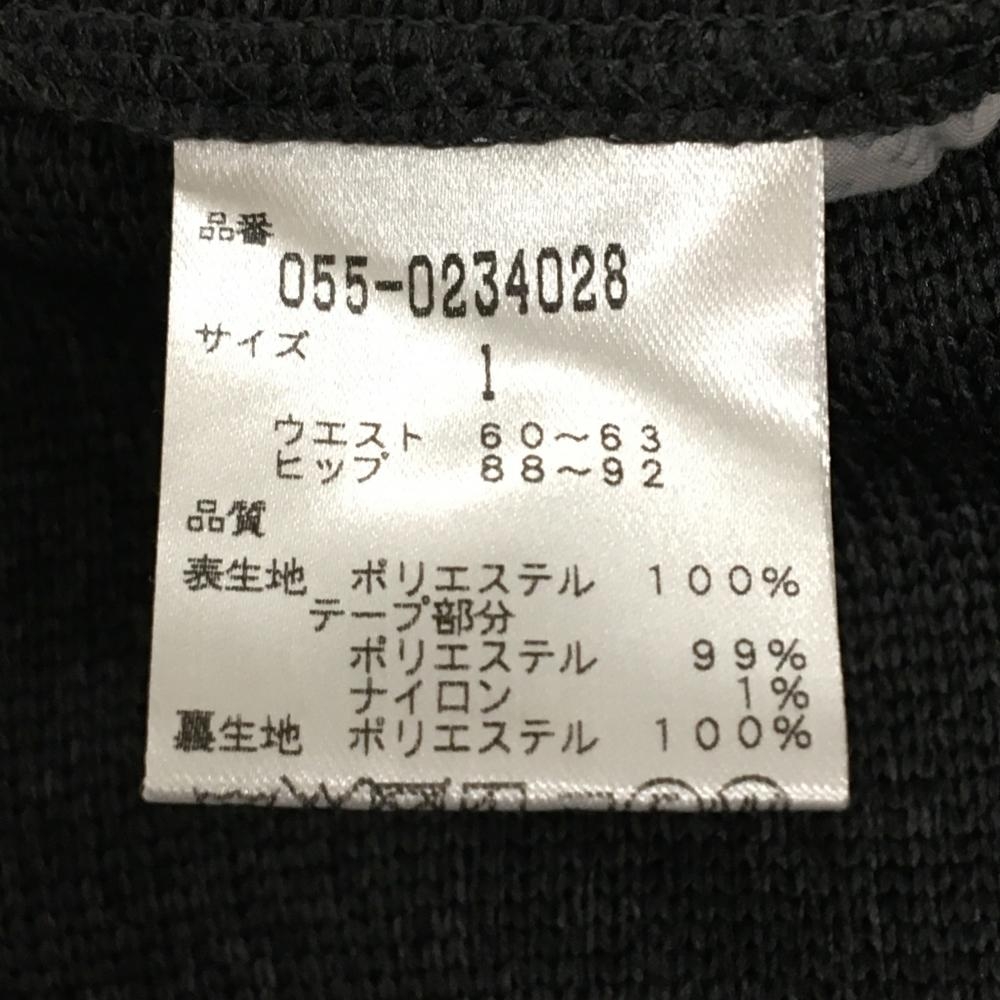 品番
055-0234028
サイズ
1
ウエスト 60~63
ヒップ 88~92
品質
表生地 ポリエステル 100%
テープ部分
ポリエステル 99%
ナイロン 1%
裏生地 ポリエステル 100%